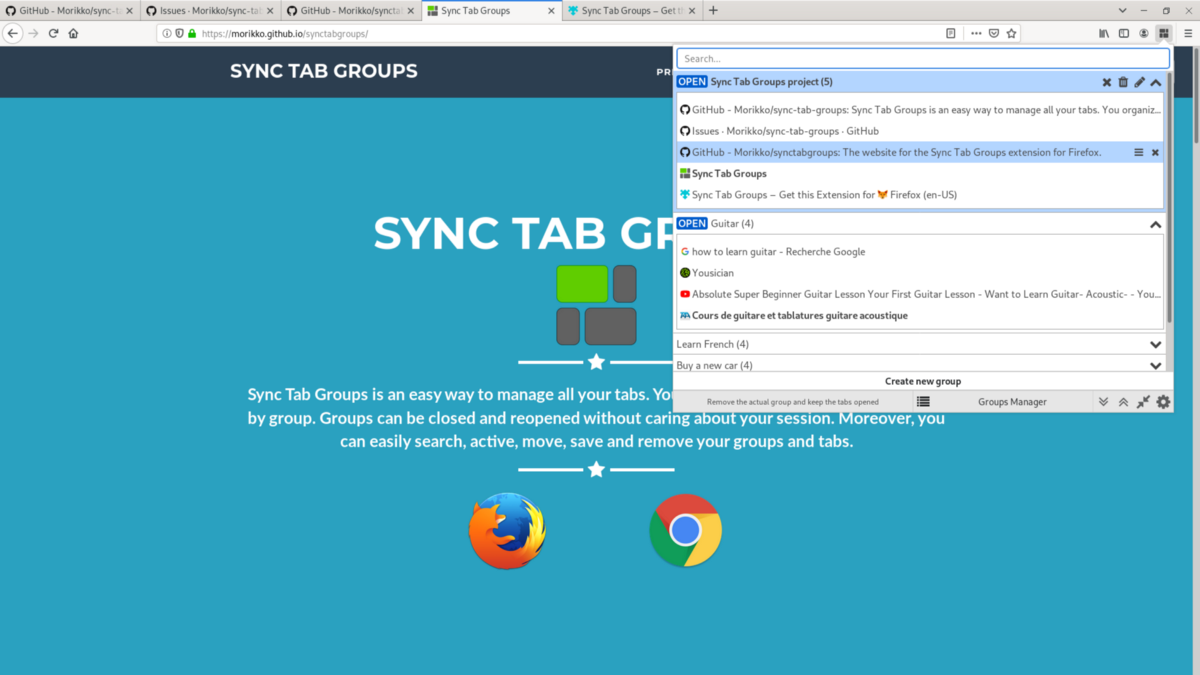 GitHub - Morikko/sync-ta
Issues · Morikko/sync-tab
GitHub - Morikko/synctab
Sync Tab Groups
Sync Tab Groups – Get th
https://morikko.github.io/synctabgroups/
SYNC TAB GROUPS
PR
Search...
OPEN Sync Tab Groups project (5)
GitHub - Morikko/sync-tab-groups: Sync Tab Groups is an easy way to manage all your tabs. You organiz...
Issues · Morikko/sync-tab-groups · GitHub
GitHub - Morikko/synctabgroups: The website for the Sync Tab Groups extension for Firefox.
Sync Tab Groups
Sync Tab Groups – Get this Extension for 🦊 Firefox (en-US)
OPEN Guitar (4)
how to learn guitar - Recherche Google
Yousician
Absolute Super Beginner Guitar Lesson Your First Guitar Lesson - Want to Learn Guitar- Acoustic- - You...
Cours de guitare et tablatures guitare acoustique
Learn French (4)
Buy a new car (4)
Create new group
Remove the actual group and keep the tabs opened
Groups Manager
SYNC TAB GR
Sync Tab Groups is an easy way to manage all your tabs. Yo
by group. Groups can be closed and reopened without caring about your session. Moreover, you
can easily search, active, move, save and remove your groups and tabs.